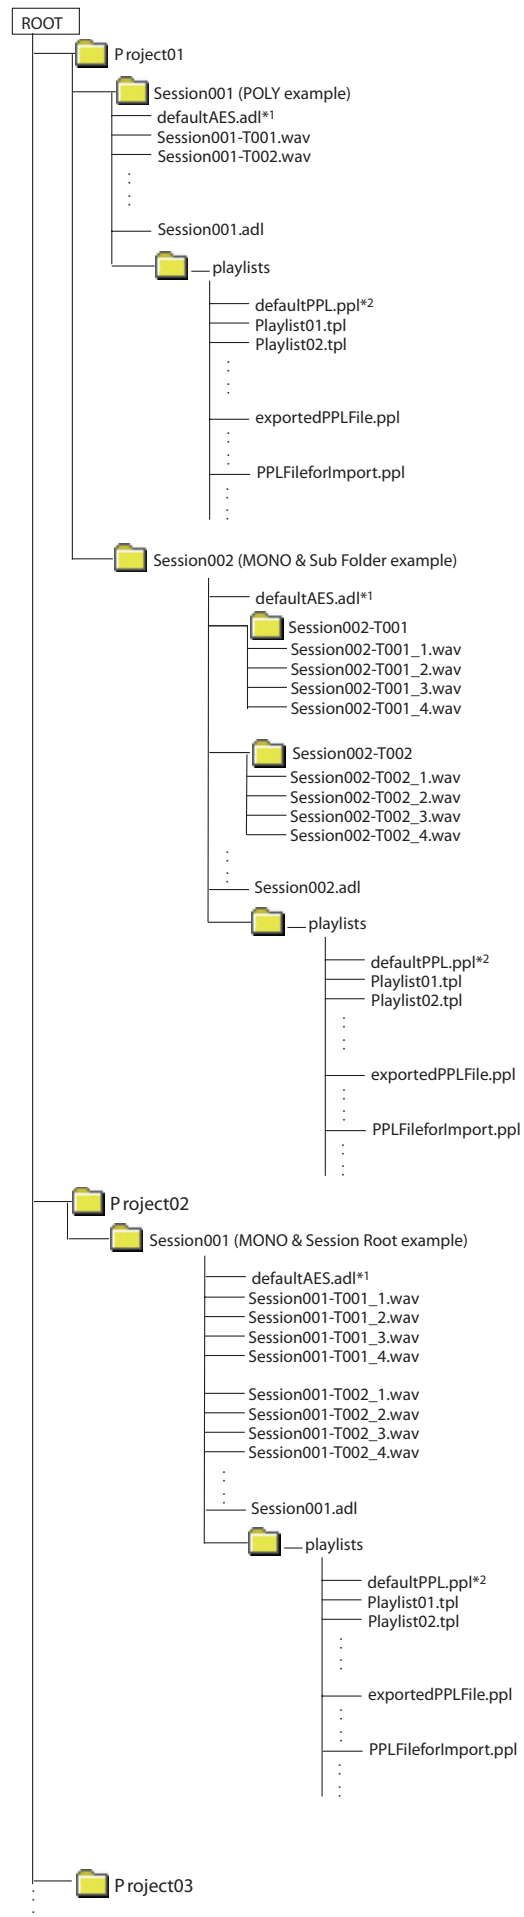 ROOT
Project01
Session001 (POLY example)
defaultAES.adl*1
Session001-T001.wav
Session001-T002.wav
Session001.adl
__playlists
defaultPPL.ppl*2
Playlist01.tpl
Playlist02.tpl
exportedPPLFile.ppl
PPLFileforImport.ppl
Session002 (MONO & Sub Folder example)
defaultAES.adl*1
Session002-T001
Session002-T001_1.wav
Session002-T001_2.wav
Session002-T001_3.wav
Session002-T001_4.wav
Session002-T002
Session002-T002_1.wav
Session002-T002_2.wav
Session002-T002_3.wav
Session002-T002_4.wav
Session002.adl
__playlists
defaultPPL.ppl*2
Playlist01.tpl
Playlist02.tpl
exportedPPLFile.ppl
PPLFileforImport.ppl
Project02
Session001 (MONO & Session Root example)
defaultAES.adl*1
Session001-T001_1.wav
Session001-T001_2.wav
Session001-T001_3.wav
Session001-T001_4.wav
Session001-T002_1.wav
Session001-T002_2.wav
Session001-T002_3.wav
Session001-T002_4.wav
Session001.adl
__playlists
defaultPPL.ppl*2
Playlist01.tpl
Playlist02.tpl
exportedPPLFile.ppl
PPLFileforImport.ppl
Project03